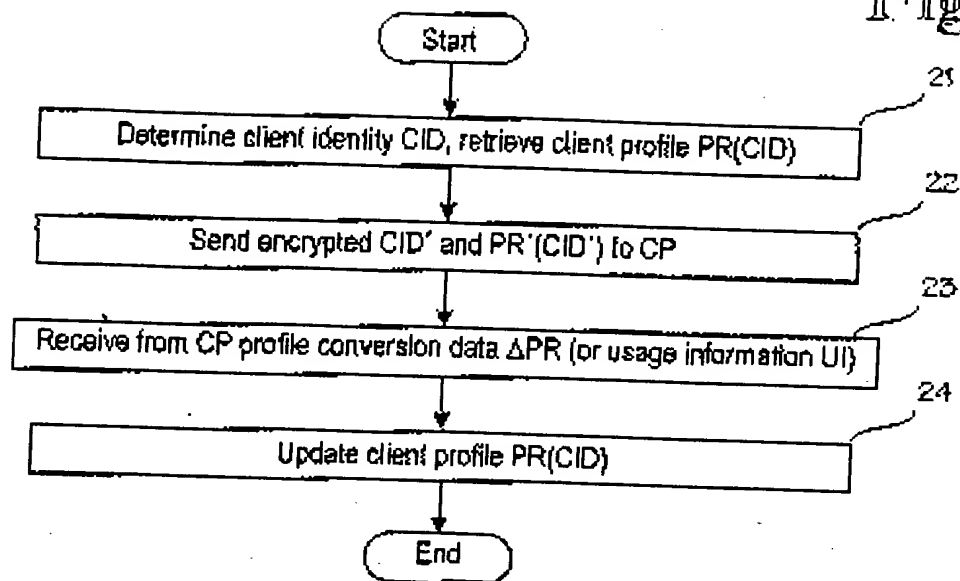 Fig
Start
21
Determine client identity CID, retrieve client profile PR(CID)
22
Send encrypted CID' and PR'(CID') to CP
23
Receive from CP profile conversion data ΔPR (or usage information UI)
24
Update client profile PR(CID)
End